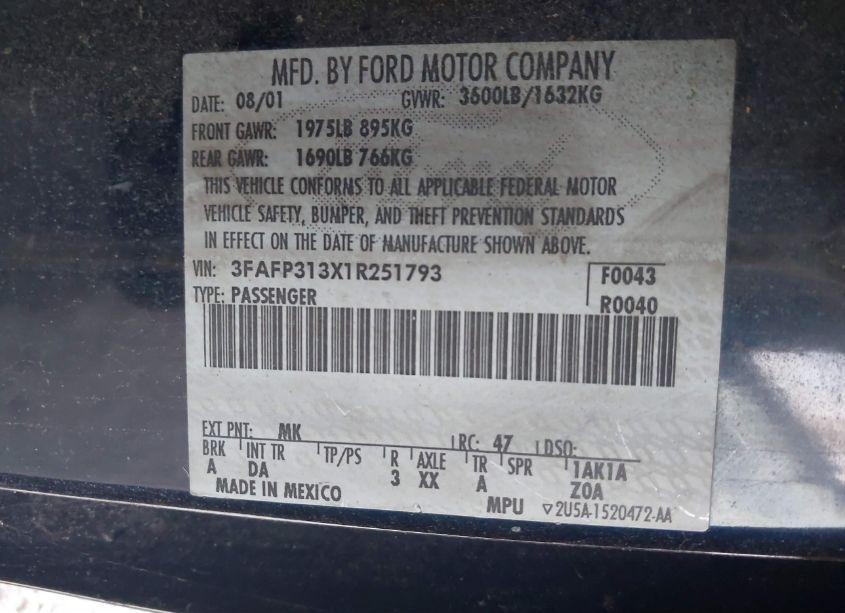 MFD. BY FORD MOTOR COMPANY
DATE: 08/01 GVWR: 3600LB/1632KG
FRONT GAWR: 1975LB 895KG
REAR GAWR: 1690LB 766KG
THIS VEHICLE CONFORMS TO ALL APPLICABLE FEDERAL MOTOR
VEHICLE SAFETY, BUMPER, AND THEFT PREVENTION STANDARDS
IN EFFECT ON THE DATE OF MANUFACTURE SHOWN ABOVE.
VIN: 3FAFP313X1R251793 F0043
TYPE: PASSENGER R0040
EXT PNT: MK RC: 47 DSO:
BRK INT TR TP/PS R AXLE TR SPR 1AK1A
A DA 3 XX A Z0A
MADE IN MEXICO MPU ▽2U5A-1520472-AA